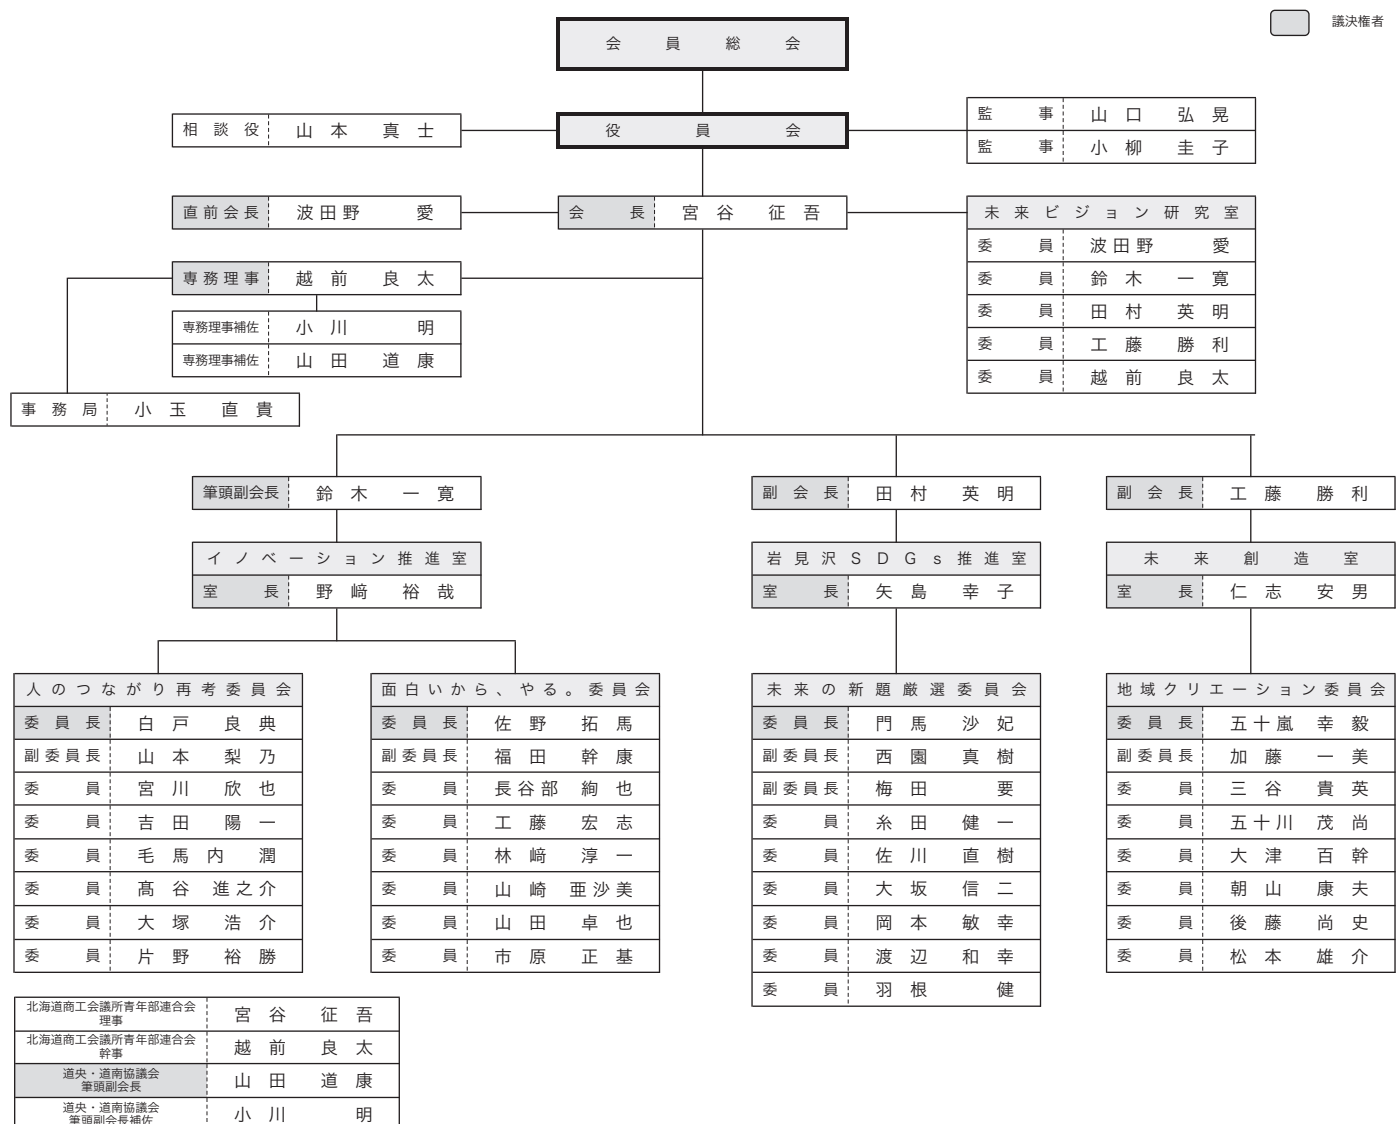 議決権者
会員総会
相談役 山本 真士
役員会
監事 山口 弘晃
監事 小柳 圭子
直前会長 波田野 愛
会長 宮谷 征吾
未来ビジョン研究室
委員 波田野 愛
委員 鈴木 一寛
委員 田村 英明
委員 工藤 勝利
委員 越前 良太
専務理事 越前 良太
専務理事補佐 小川 明
専務理事補佐 山田 道康
事務局 小玉 直貴
筆頭副会長 鈴木 一寛
イノベーション推進室
室長 野﨑 裕哉
副会長 田村 英明
岩見沢SDGs推進室
室長 矢島 幸子
副会長 工藤 勝利
未来創造室
室長 仁志 安男
人のつながり再考委員会
委員長 白戸 良典
副委員長 山本 梨乃
委員 宮川 欣也
委員 吉田 陽一
委員 毛馬内 潤
委員 髙谷 進之介
委員 大塚 浩介
委員 片野 裕勝
面白いから、やる。委員会
委員長 佐野 拓馬
副委員長 福田 幹康
委員 長谷部 絢也
委員 工藤 宏志
委員 林﨑 淳一
委員 山崎 亜沙美
委員 山田 卓也
委員 市原 正基
未来の新題厳選委員会
委員長 門馬 沙妃
副委員長 西園 真樹
副委員長 梅田 要
委員 糸田 健一
委員 佐川 直樹
委員 大坂 信二
委員 岡本 敏幸
委員 渡辺 和幸
委員 羽根 健
地域クリエーション委員会
委員長 五十嵐 幸毅
副委員長 加藤 一美
委員 三谷 貴英
委員 五十川 茂尚
委員 大津 百幹
委員 朝山 康夫
委員 後藤 尚史
委員 松本 雄介
北海道商工会議所青年部連合会
理事 宮谷 征吾
北海道商工会議所青年部連合会
幹事 越前 良太
道央・道南協議会
筆頭副会長 山田 道康
道央・道南協議会
筆頭副会長補佐 小川 明